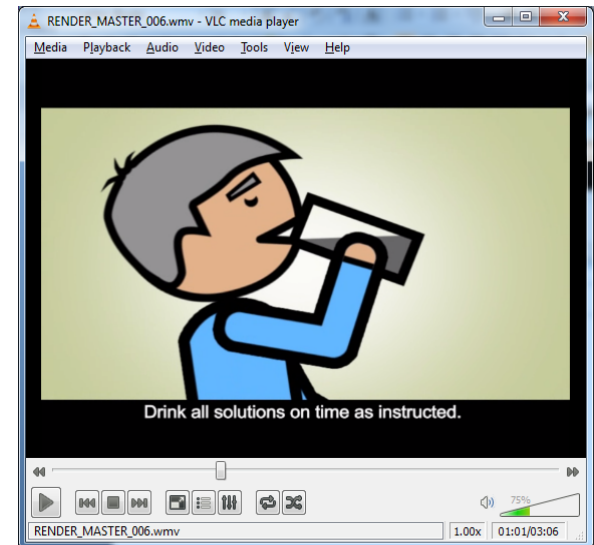 RENDER_MASTER_006.wmv - VLC media player
Media Playback Audio Video Tools View Help
Drink all solutions on time as instructed.
75%
RENDER_MASTER_006.wmv 1.00x 01:01/03:06